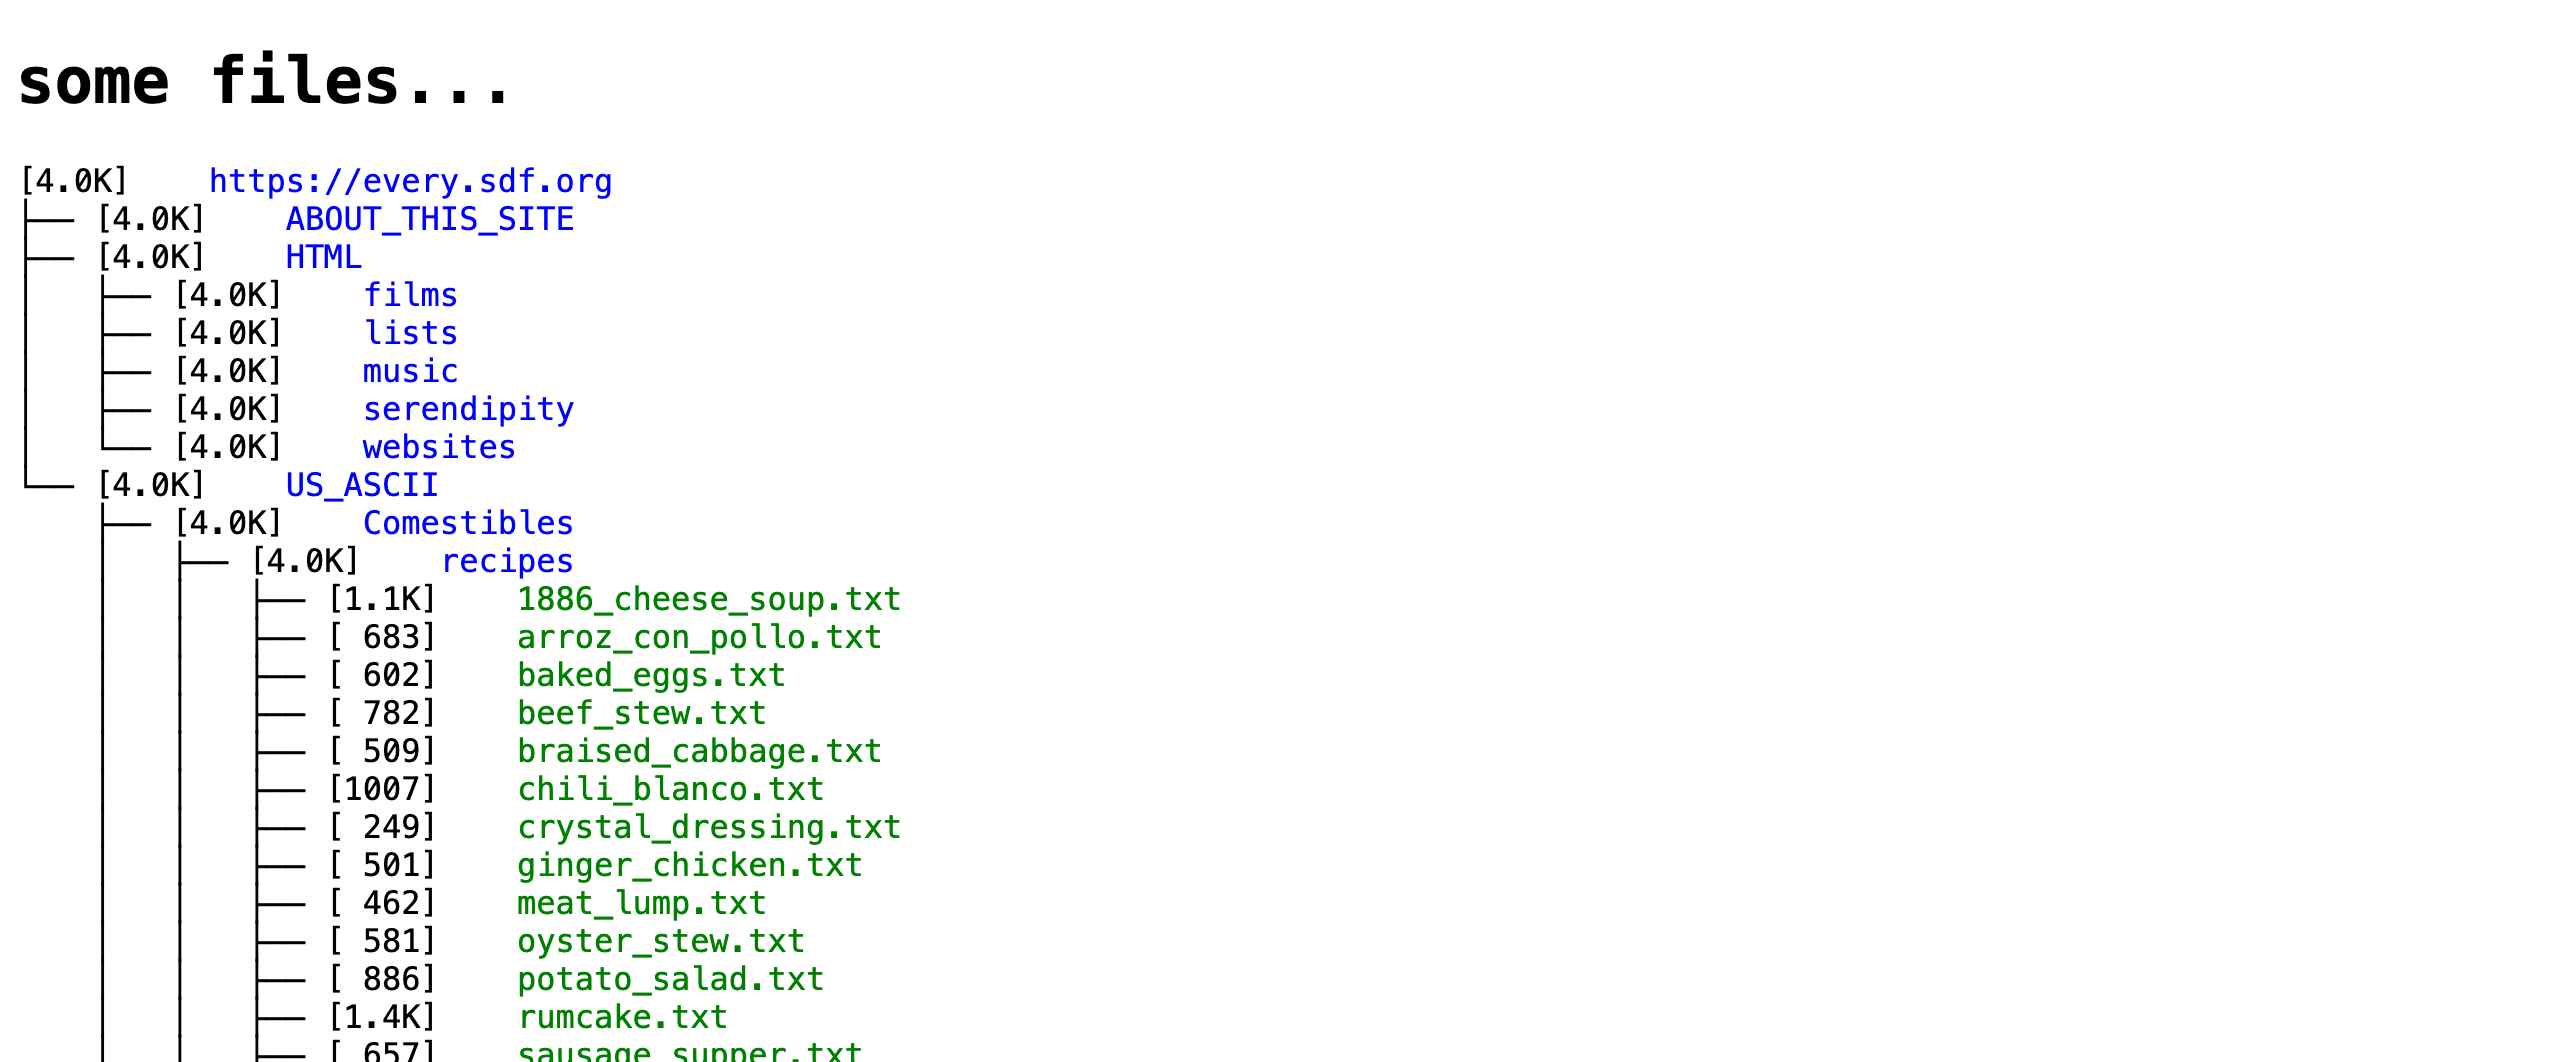 some files...
[4.0K]    https://every.sdf.org
├── [4.0K]    ABOUT_THIS_SITE
├── [4.0K]    HTML
│   ├── [4.0K]    films
│   ├── [4.0K]    lists
│   ├── [4.0K]    music
│   ├── [4.0K]    serendipity
│   └── [4.0K]    websites
└── [4.0K]    US_ASCII
    ├── [4.0K]    Comestibles
    │   ├── [4.0K]    recipes
    │   │   ├── [1.1K]    1886_cheese_soup.txt
    │   │   ├── [ 683]    arroz_con_pollo.txt
    │   │   ├── [ 602]    baked_eggs.txt
    │   │   ├── [ 782]    beef_stew.txt
    │   │   ├── [ 509]    braised_cabbage.txt
    │   │   ├── [1007]    chili_blanco.txt
    │   │   ├── [ 249]    crystal_dressing.txt
    │   │   ├── [ 501]    ginger_chicken.txt
    │   │   ├── [ 462]    meat_lump.txt
    │   │   ├── [ 581]    oyster_stew.txt
    │   │   ├── [ 886]    potato_salad.txt
    │   │   ├── [1.4K]    rumcake.txt
    │   │   ├── [ 657]    sausage_supper.txt